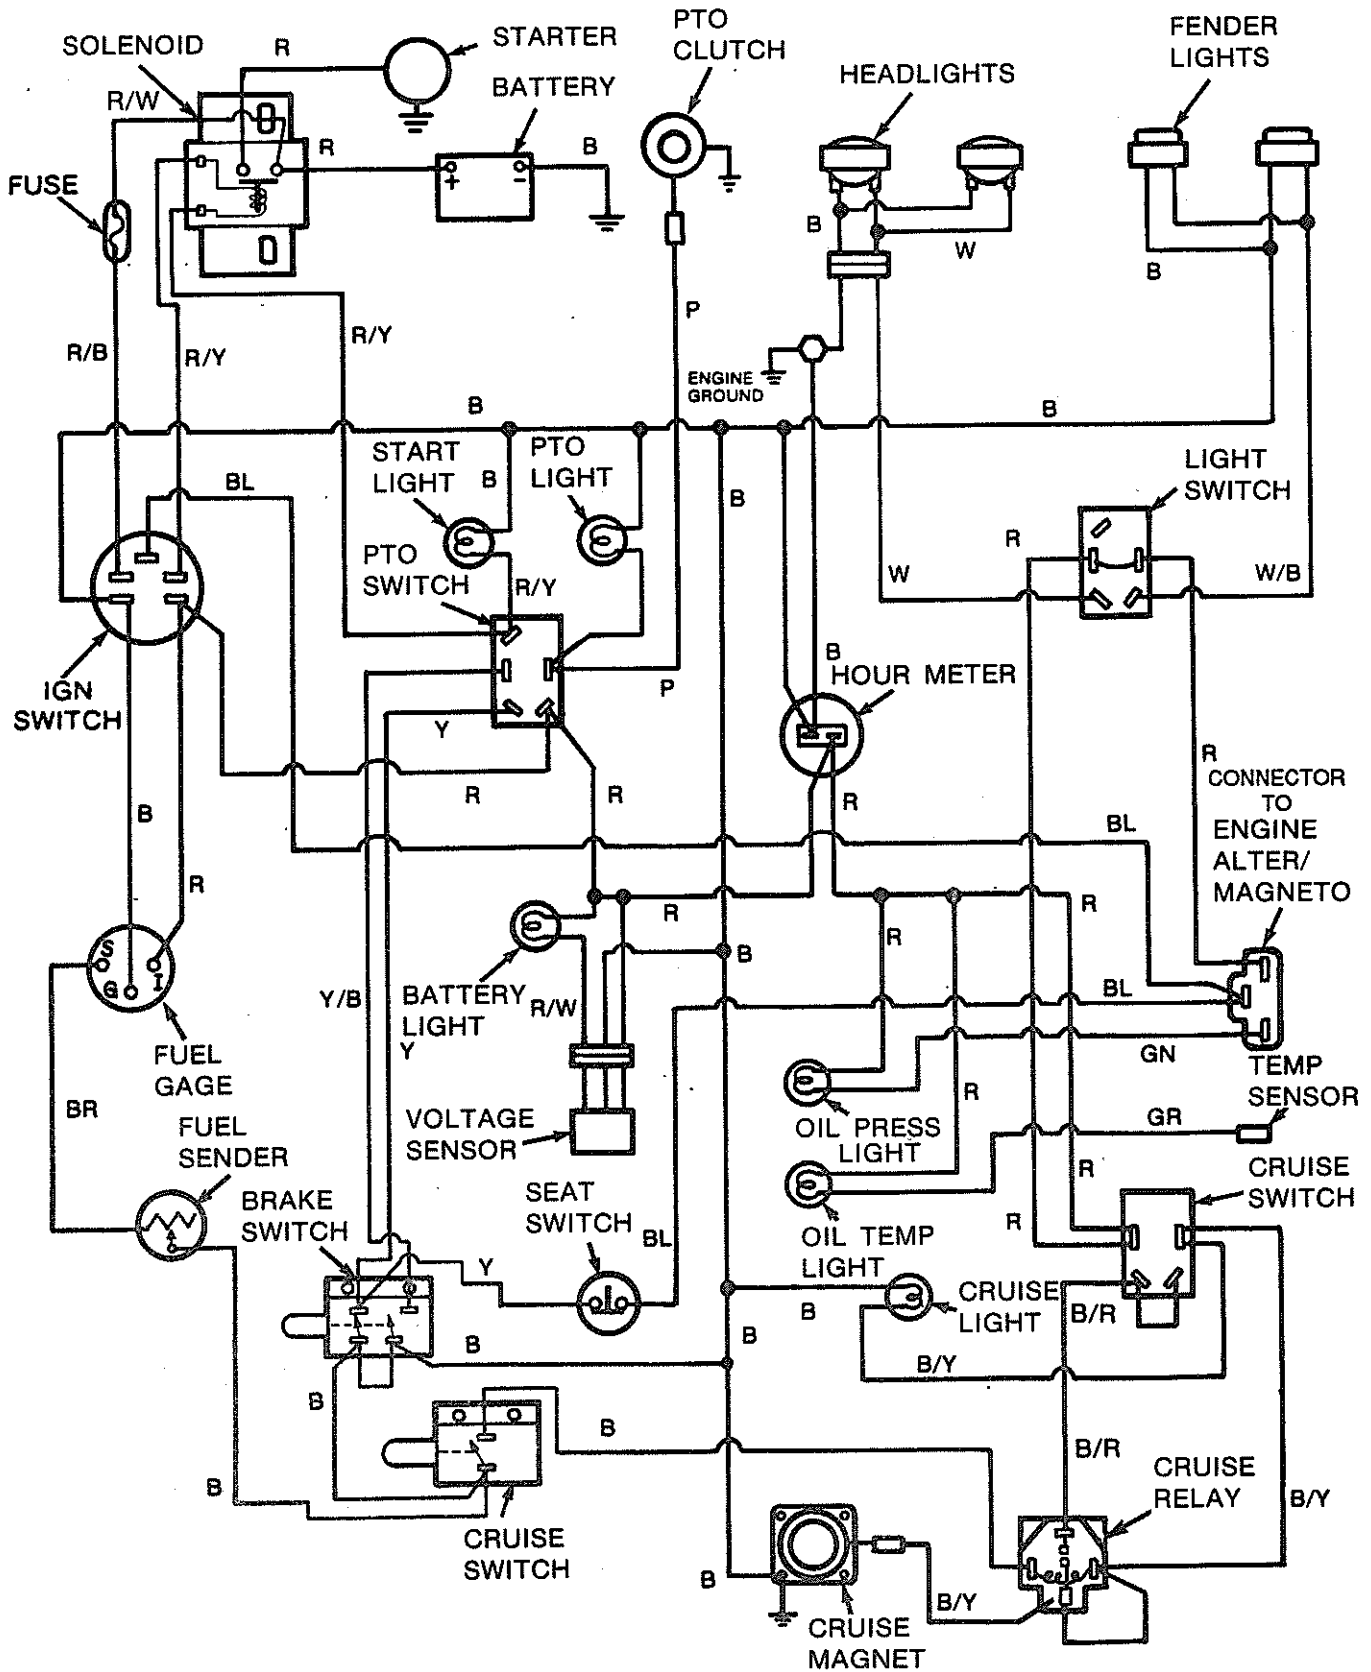 SOLENOID
R
STARTER
PTO
CLUTCH
FENDER
LIGHTS
HEADLIGHTS
R/W
BATTERY
R
B
+
-
FUSE
B
W
B
P
R/B
R/Y
R/Y
ENGINE
GROUND
B
B
START
LIGHT
B
PTO
LIGHT
LIGHT
SWITCH
BL
B
R
PTO
SWITCH
R/Y
W
W/B
B
HOUR METER
IGN
SWITCH
P
Y
R
R
R
R
CONNECTOR
TO
ENGINE
ALTER/
MAGNETO
B
BL
R
R
R
R
S
G
I
B
BATTERY
LIGHT
R/W
Y/B
Y
BL
FUEL
GAGE
GN
TEMP
SENSOR
BR
FUEL
SENDER
VOLTAGE
SENSOR
OIL PRESS
LIGHT
R
GR
BRAKE
SWITCH
SEAT
SWITCH
R
CRUISE
SWITCH
R
BL
OIL TEMP
LIGHT
Y
CRUISE
LIGHT
B
B/R
B
B
B/Y
B
B
B/R
CRUISE
RELAY
B
B/Y
CRUISE
SWITCH
B
B/Y
CRUISE
MAGNET